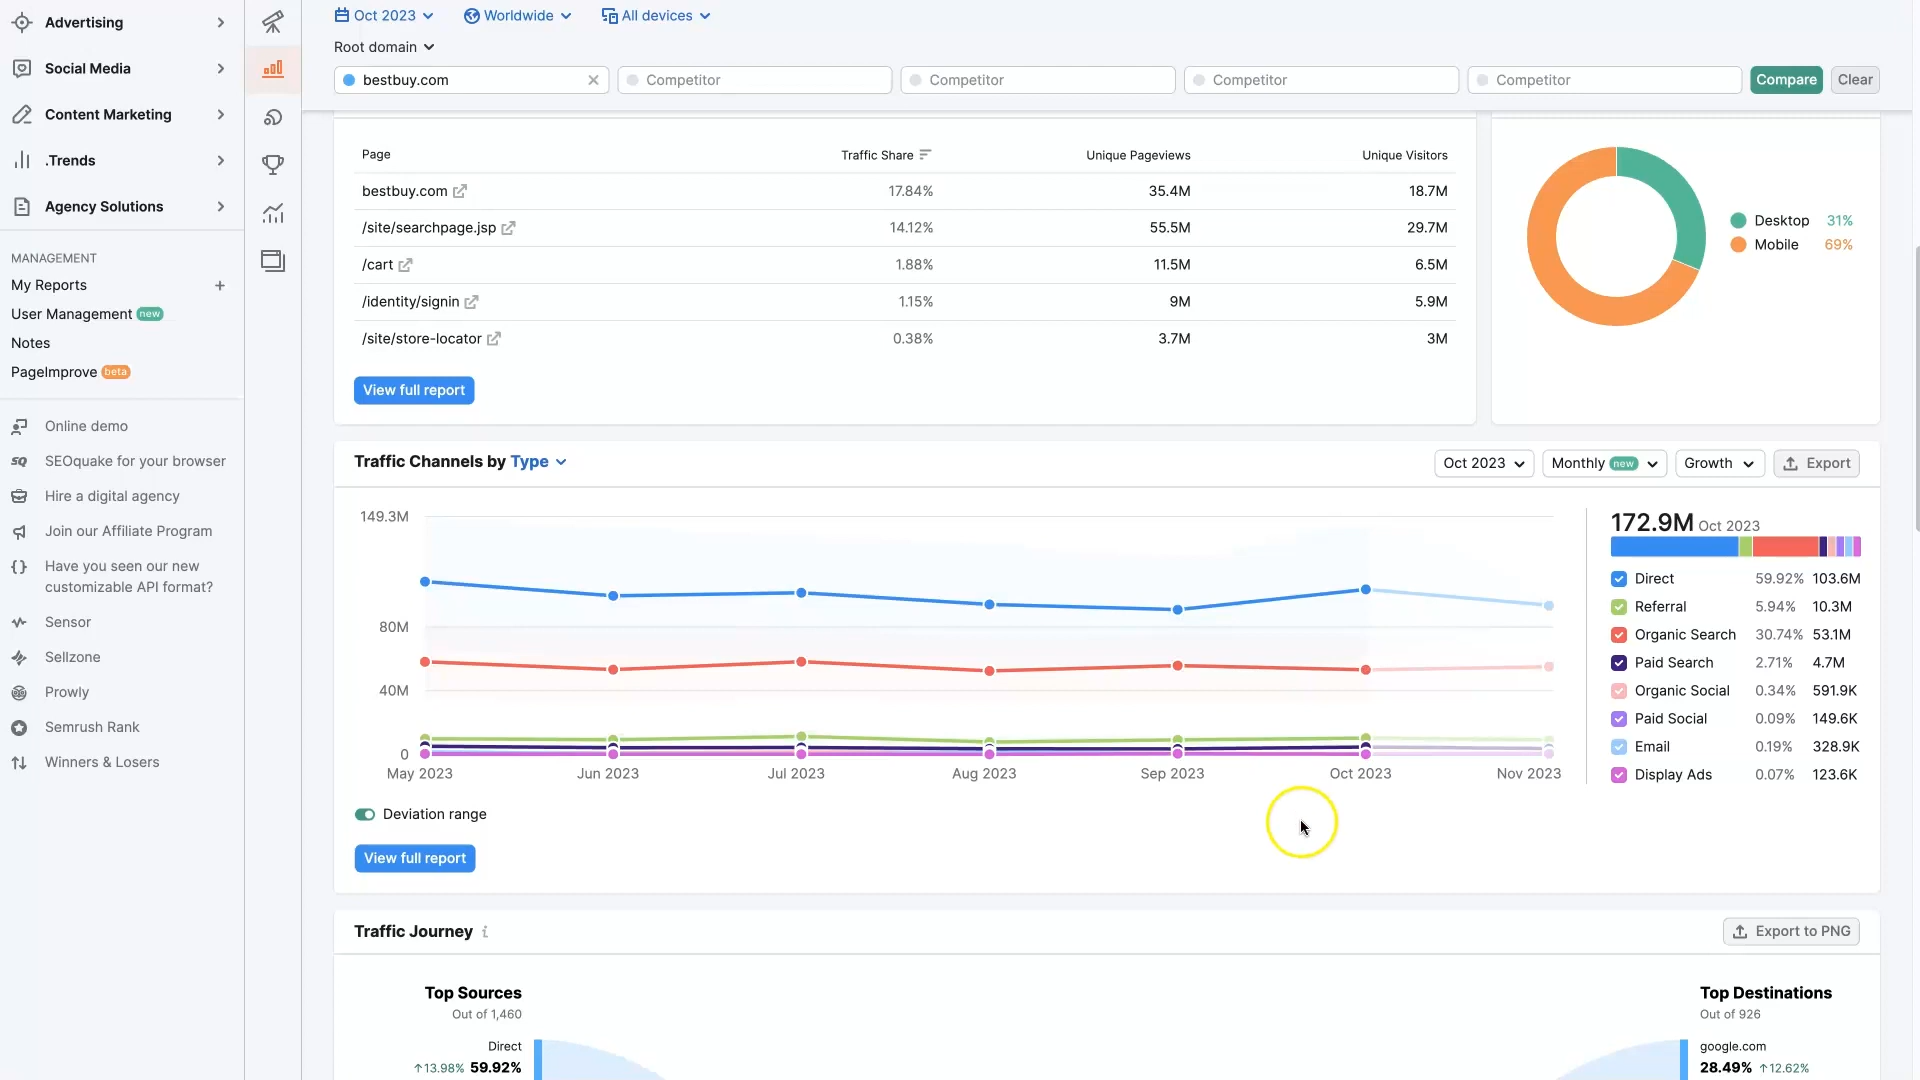 Advertising
Social Media
Content Marketing
.Trends
Agency Solutions
MANAGEMENT
My Reports +
User Management new
Notes
PageImprove beta
Online demo
SQ SEOquake for your browser
Hire a digital agency
Join our Affiliate Program
Have you seen our new
customizable API format?
Sensor
Sellzone
Prowly
Semrush Rank
Winners & Losers
Oct 2023 Worldwide All devices
Root domain
bestbuy.com Competitor Competitor Competitor Competitor Compare Clear
Page Traffic Share Unique Pageviews Unique Visitors
bestbuy.com 17.84% 35.4M 18.7M
/site/searchpage.jsp 14.12% 55.5M 29.7M
/cart 1.88% 11.5M 6.5M
/identity/signin 1.15% 9M 5.9M
/site/store-locator 0.38% 3.7M 3M
View full report
Desktop 31%
Mobile 69%
Traffic Channels by Type
Oct 2023 Monthly new Growth Export
149.3M
80M
40M
0
May 2023 Jun 2023 Jul 2023 Aug 2023 Sep 2023 Oct 2023 Nov 2023
172.9M Oct 2023
Direct 59.92% 103.6M
Referral 5.94% 10.3M
Organic Search 30.74% 53.1M
Paid Search 2.71% 4.7M
Organic Social 0.34% 591.9K
Paid Social 0.09% 149.6K
Email 0.19% 328.9K
Display Ads 0.07% 123.6K
Deviation range
View full report
Traffic Journey i
Export to PNG
Top Sources
Out of 1,460
Direct
↑13.98% 59.92%
Top Destinations
Out of 926
google.com
28.49% ↑12.62%